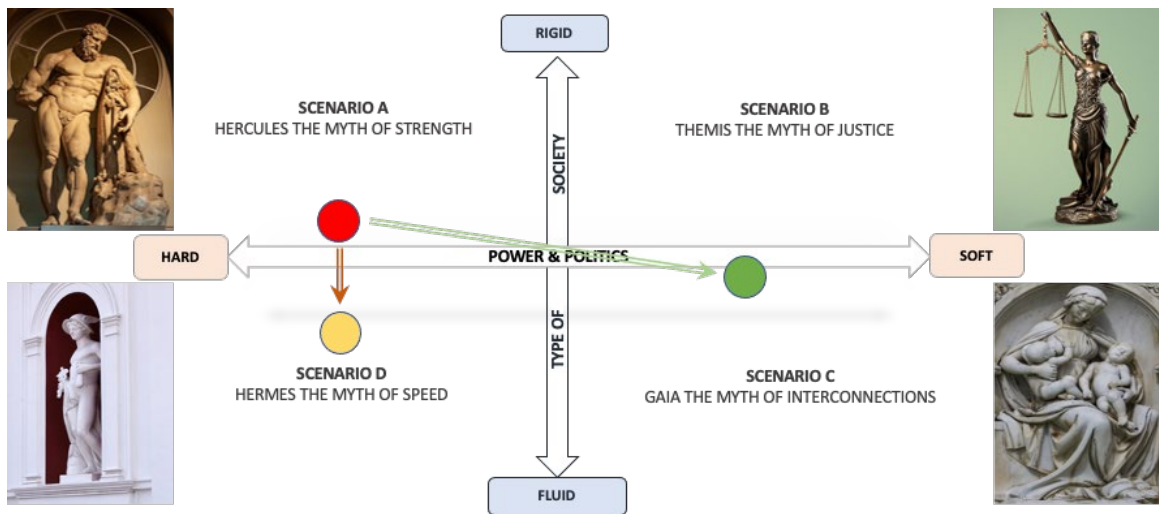 RIGID
SCENARIO A
HERCULES THE MYTH OF STRENGTH
SCENARIO B
THEMIS THE MYTH OF JUSTICE
SOCIETY
HARD
POWER & POLITICS
SOFT
TYPE OF
SCENARIO D
HERMES THE MYTH OF SPEED
SCENARIO C
GAIA THE MYTH OF INTERCONNECTIONS
FLUID